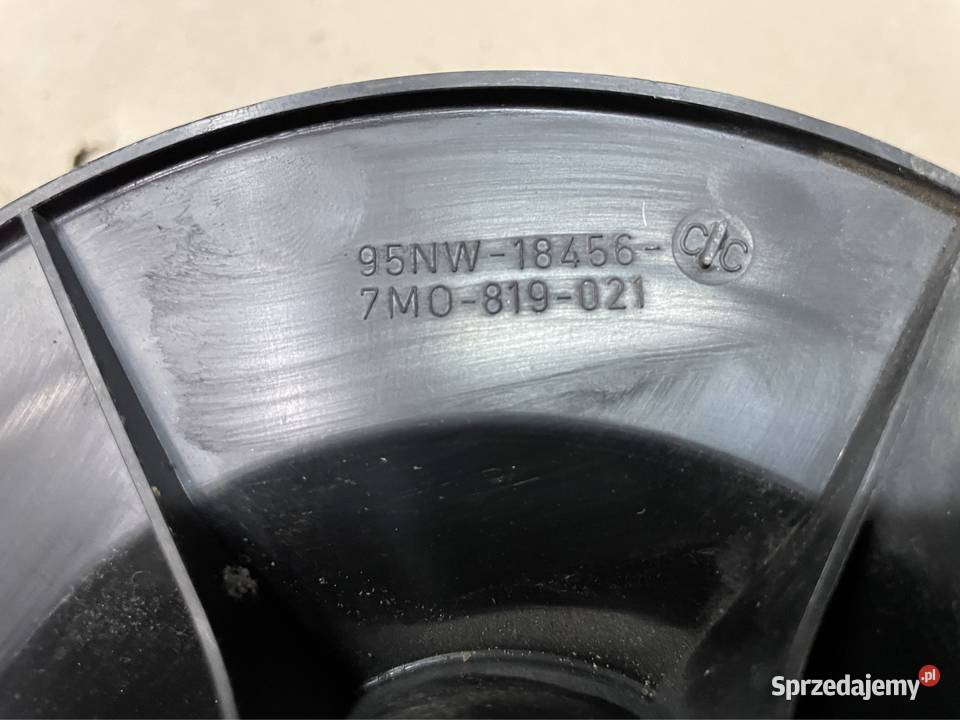 95NW-18456- C/C
7M0-819-021
Sprzedajemy.pl